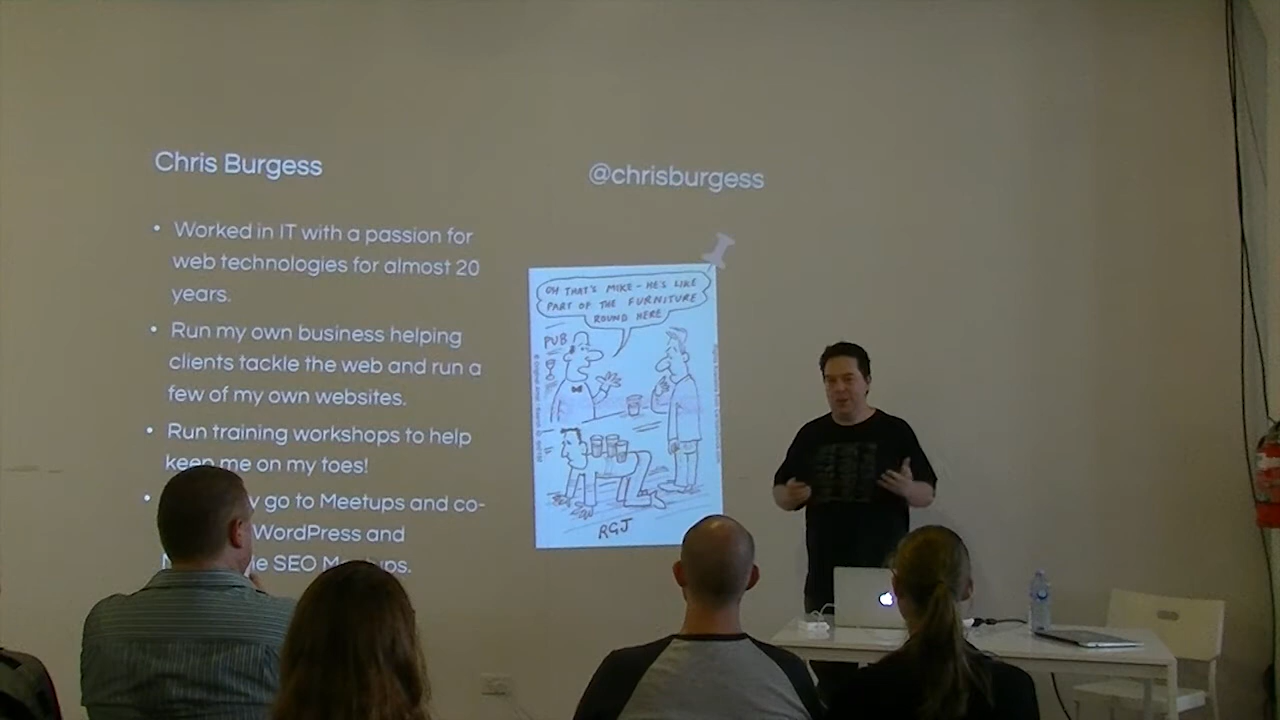 Chris Burgess
@chrisburgess
• Worked in IT with a passion for
web technologies for almost 20
years.
• Run my own business helping
clients tackle the web and run a
few of my own websites.
• Run training workshops to help
keep me on my toes!
• go to Meetups and co-
WordPress and
SEO Meetups.
OH THAT'S MIKE - HE'S LIKE
PART OF THE FURNITURE
ROUND HERE
PUB
RGJ